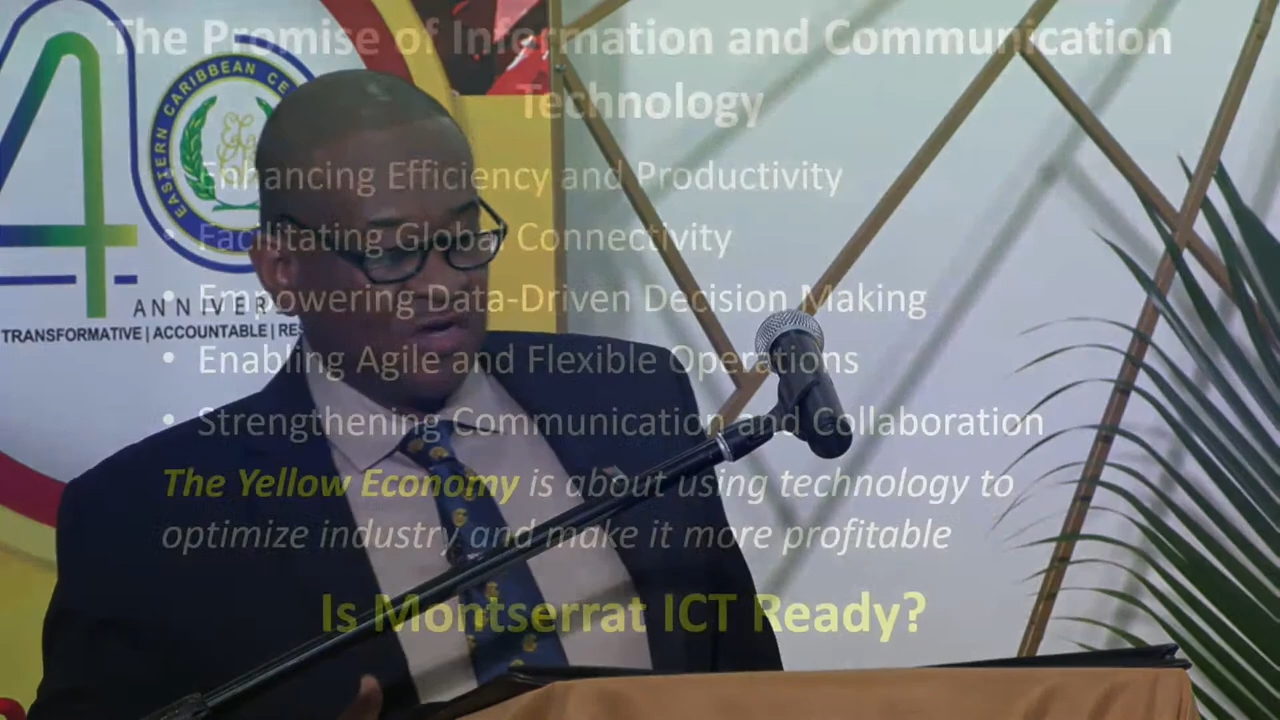 The Promise of Information and Communication
Technology
Enhancing Efficiency and Productivity
• Facilitating Global Connectivity
• Empowering Data-Driven Decision Making
• Enabling Agile and Flexible Operations
• Strengthening Communication and Collaboration
The Yellow Economy is about using technology to
optimize industry and make it more profitable
Is Montserrat ICT Ready?
40
EASTERN CARIBBEAN CE
ANNIVER
TRANSFORMATIVE | ACCOUNTABLE | RES